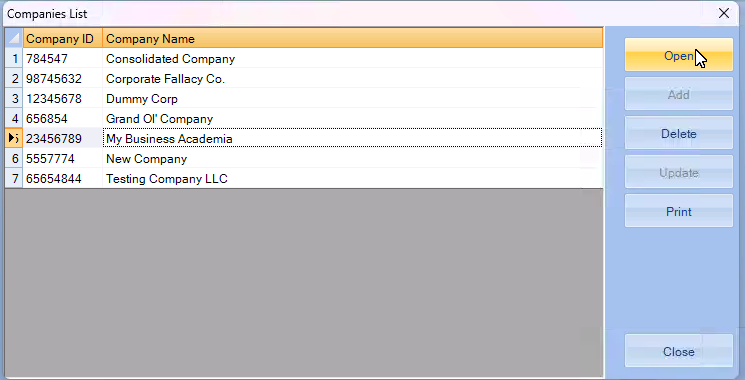 Companies List
Company ID Company Name
1 784547 Consolidated Company
2 98745632 Corporate Fallacy Co.
3 12345678 Dummy Corp
4 656854 Grand Ol' Company
5 23456789 My Business Academia
6 5557774 New Company
7 65654844 Testing Company LLC
Open
Add
Delete
Update
Print
Close